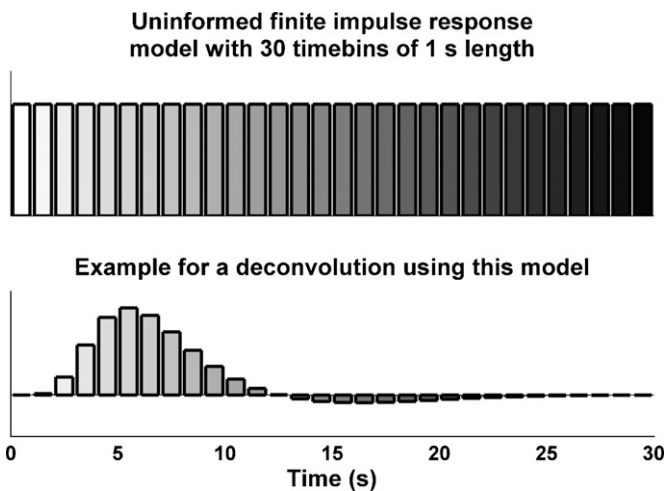 Uninformed finite impulse response
model with 30 timebins of 1 s length
Example for a deconvolution using this model
0 5 10 15 20 25 30
Time (s)